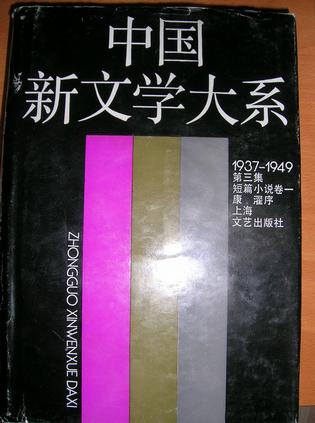 中国
新文学大系
1937-1949
第三集
短篇小说卷一
康 濯序
上海
文艺出版社
ZHONGGUO XINWENXUE DAXI